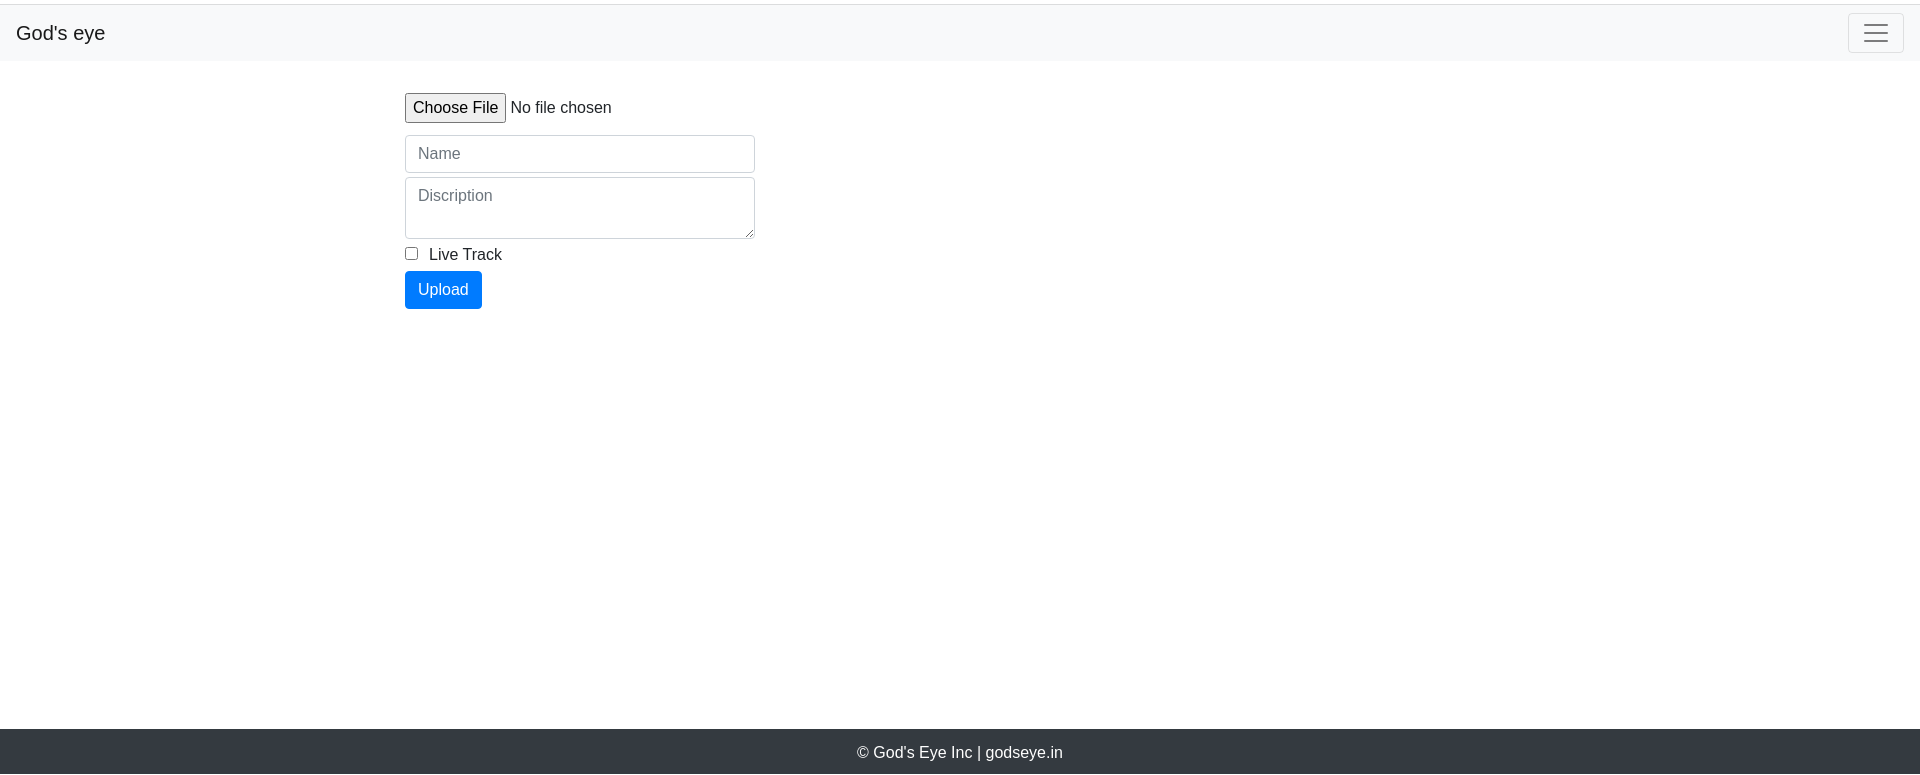 God's eye
Choose File No file chosen
Name
Discription
Live Track
Upload
© God's Eye Inc | godseye.in